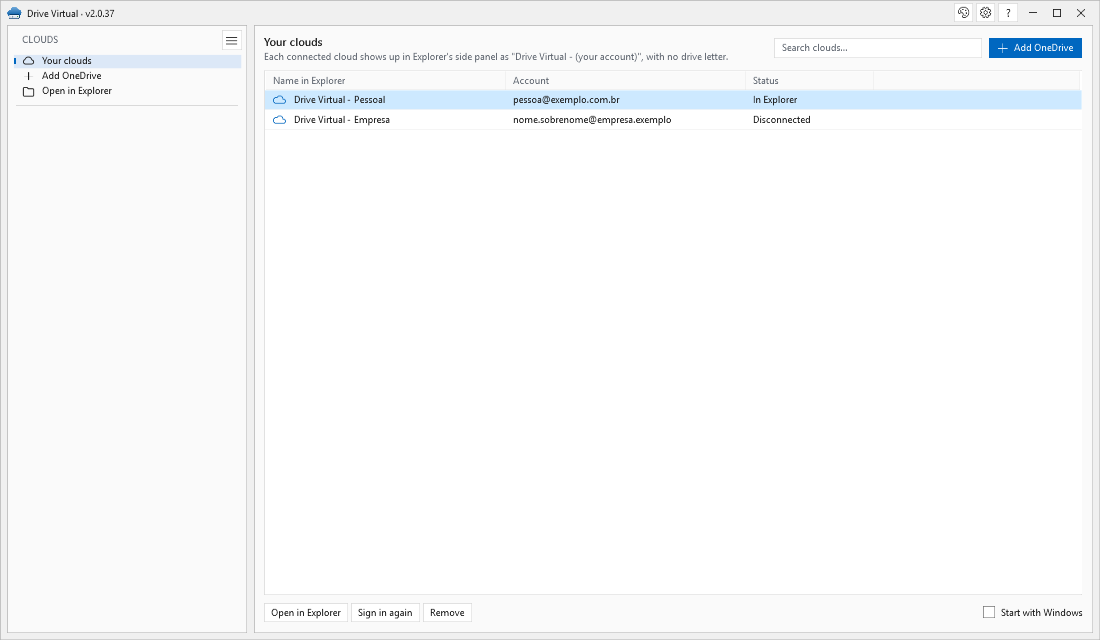 Drive Virtual - v2.0.37
?
CLOUDS
Your clouds
Add OneDrive
Open in Explorer
Your clouds
Each connected cloud shows up in Explorer's side panel as "Drive Virtual - (your account)", with no drive letter.
Search clouds...
Add OneDrive
Name in Explorer Account Status
Drive Virtual - Pessoal pessoa@exemplo.com.br In Explorer
Drive Virtual - Empresa nome.sobrenome@empresa.exemplo Disconnected
Open in Explorer Sign in again Remove Start with Windows